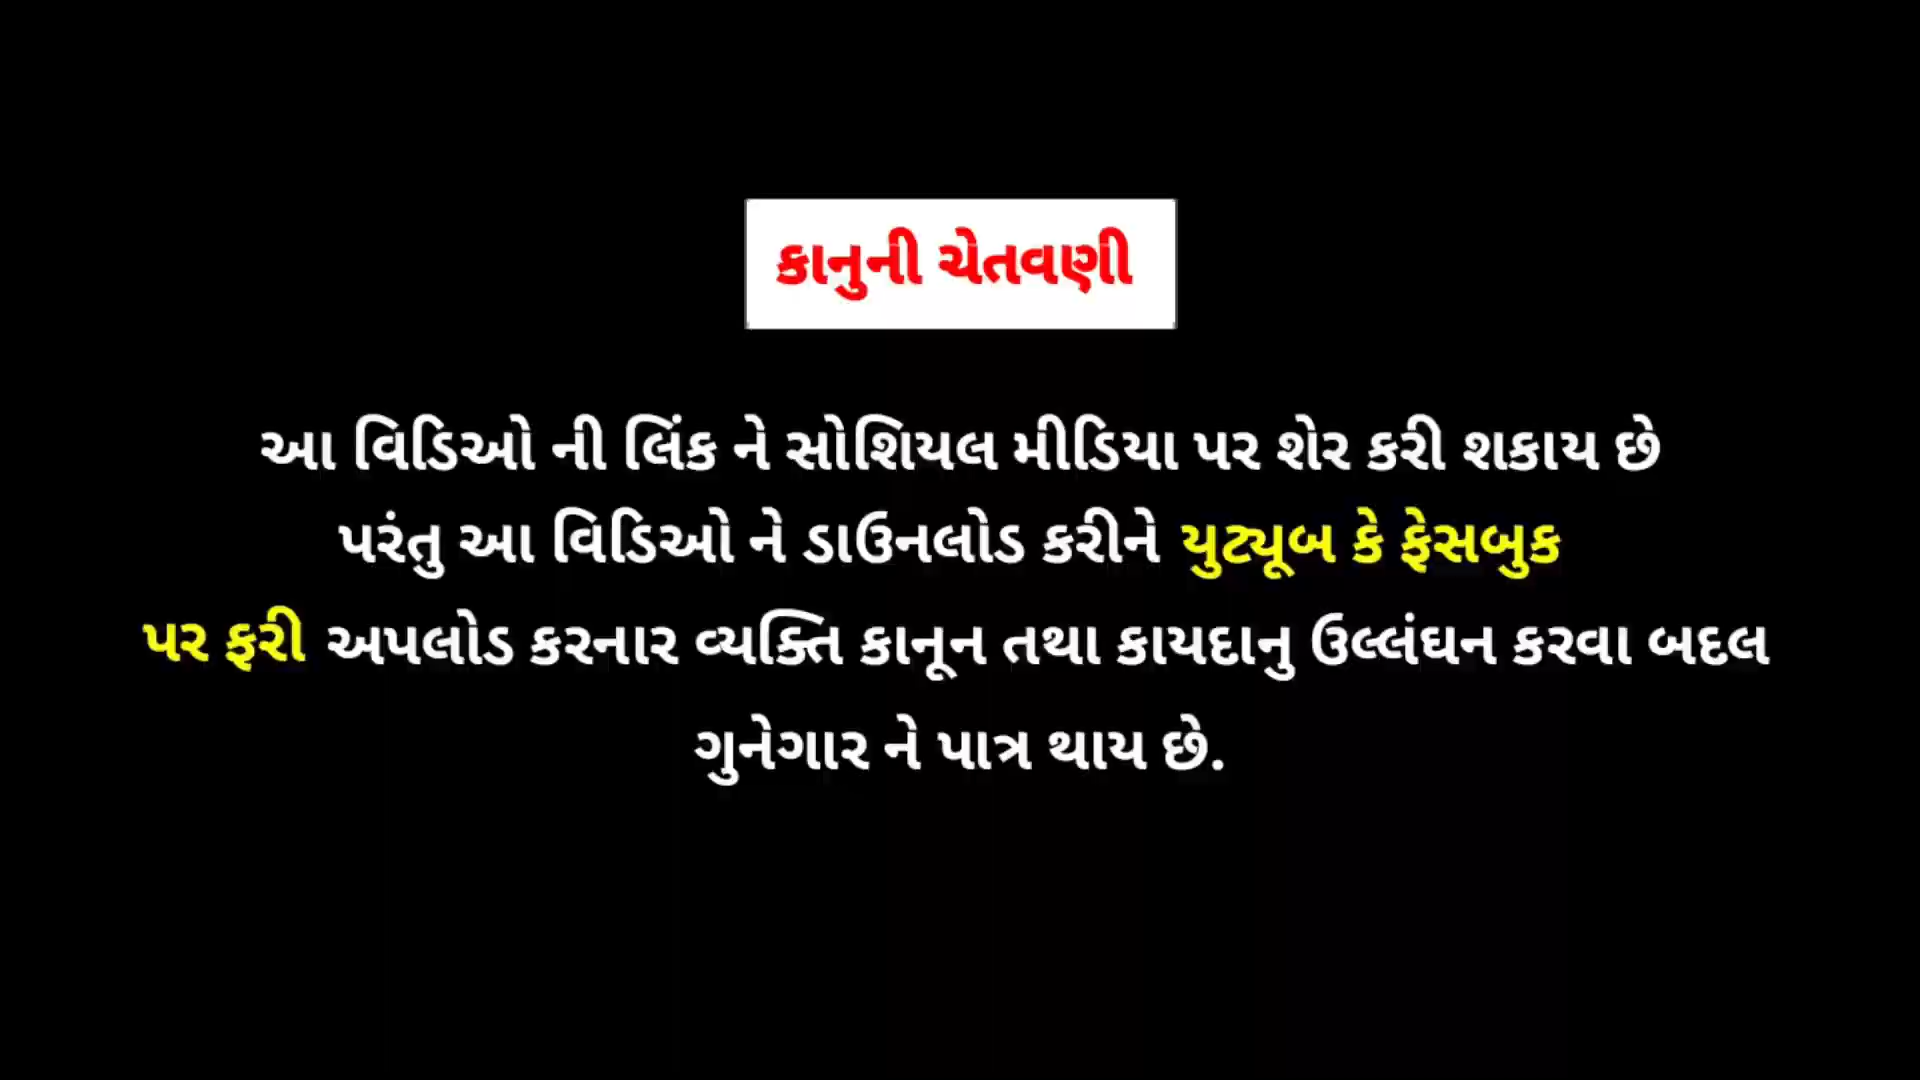 કાનુની ચેતવણી
આ વિડિઓ ની લિંક ને સોશિયલ મીડિયા પર શેર કરી શકાય છે
પરંતુ આ વિડિઓ ને ડાઉનલોડ કરીને યુટ્યૂબ કે ફેસબુક
પર ફરી અપલોડ કરનાર વ્યક્તિ કાનૂન તથા કાયદાનુ ઉલ્લંઘન કરવા બદલ
ગુનેગાર ને પાત્ર થાય છે.